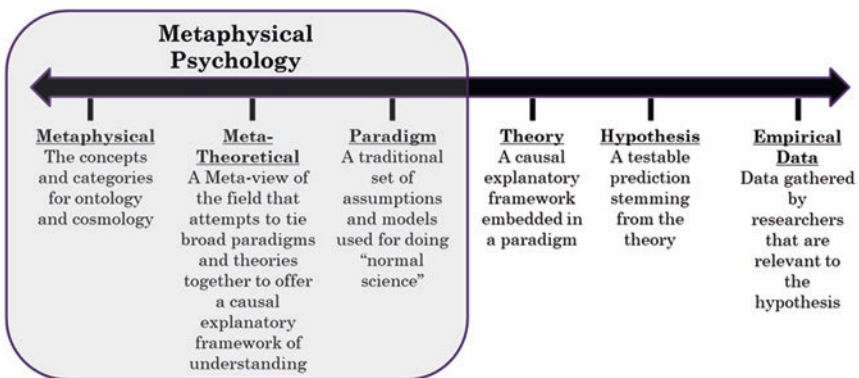 Metaphysical
Psychology
Metaphysical
The concepts
and categories
for ontology
and cosmology
Meta-
Theoretical
A Meta-view of
the field that
attempts to tie
broad paradigms
and theories
together to offer
a causal
explanatory
framework of
understanding
Paradigm
A traditional
set of
assumptions
and models
used for doing
“normal
science”
Theory
A causal
explanatory
framework
embedded in
a paradigm
Hypothesis
A testable
prediction
stemming
from the
theory
Empirical
Data
Data gathered
by
researchers
that are
relevant to
the
hypothesis